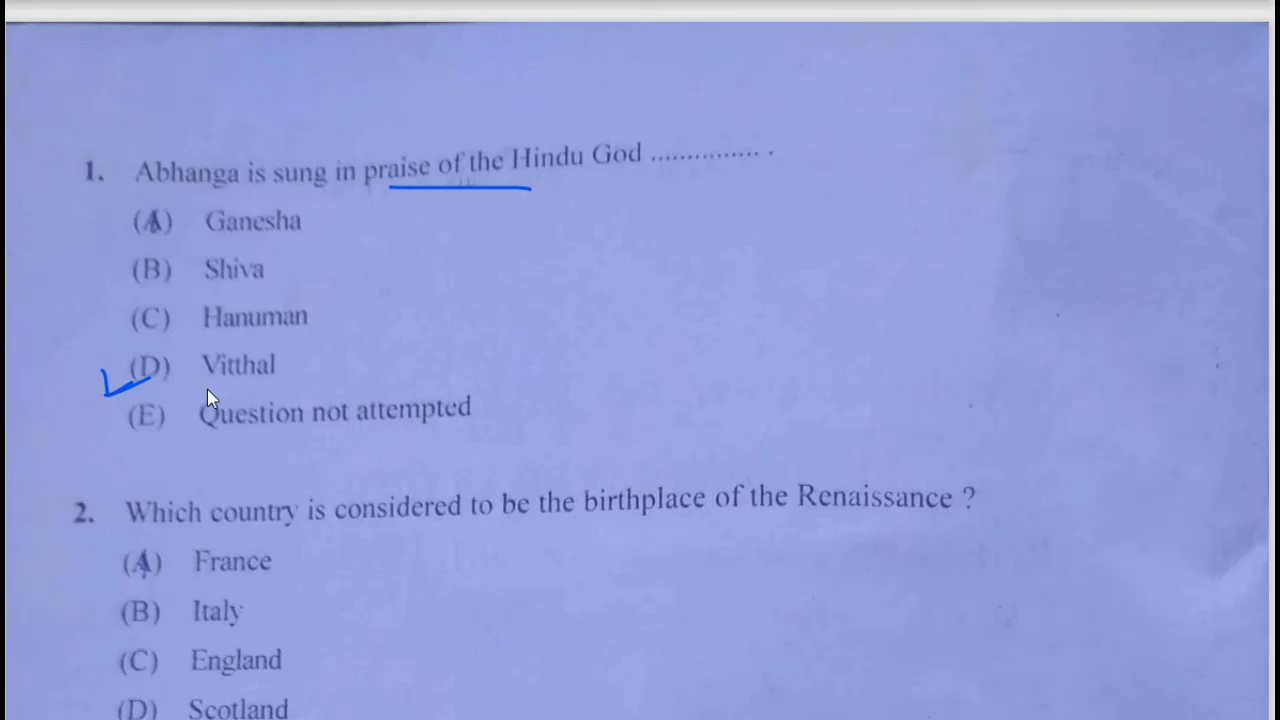 1. Abhanga is sung in praise of the Hindu God ............... .
(A) Ganesha
(B) Shiva
(C) Hanuman
(D) Vitthal
(E) Question not attempted
2. Which country is considered to be the birthplace of the Renaissance ?
(A) France
(B) Italy
(C) England
(D) Scotland